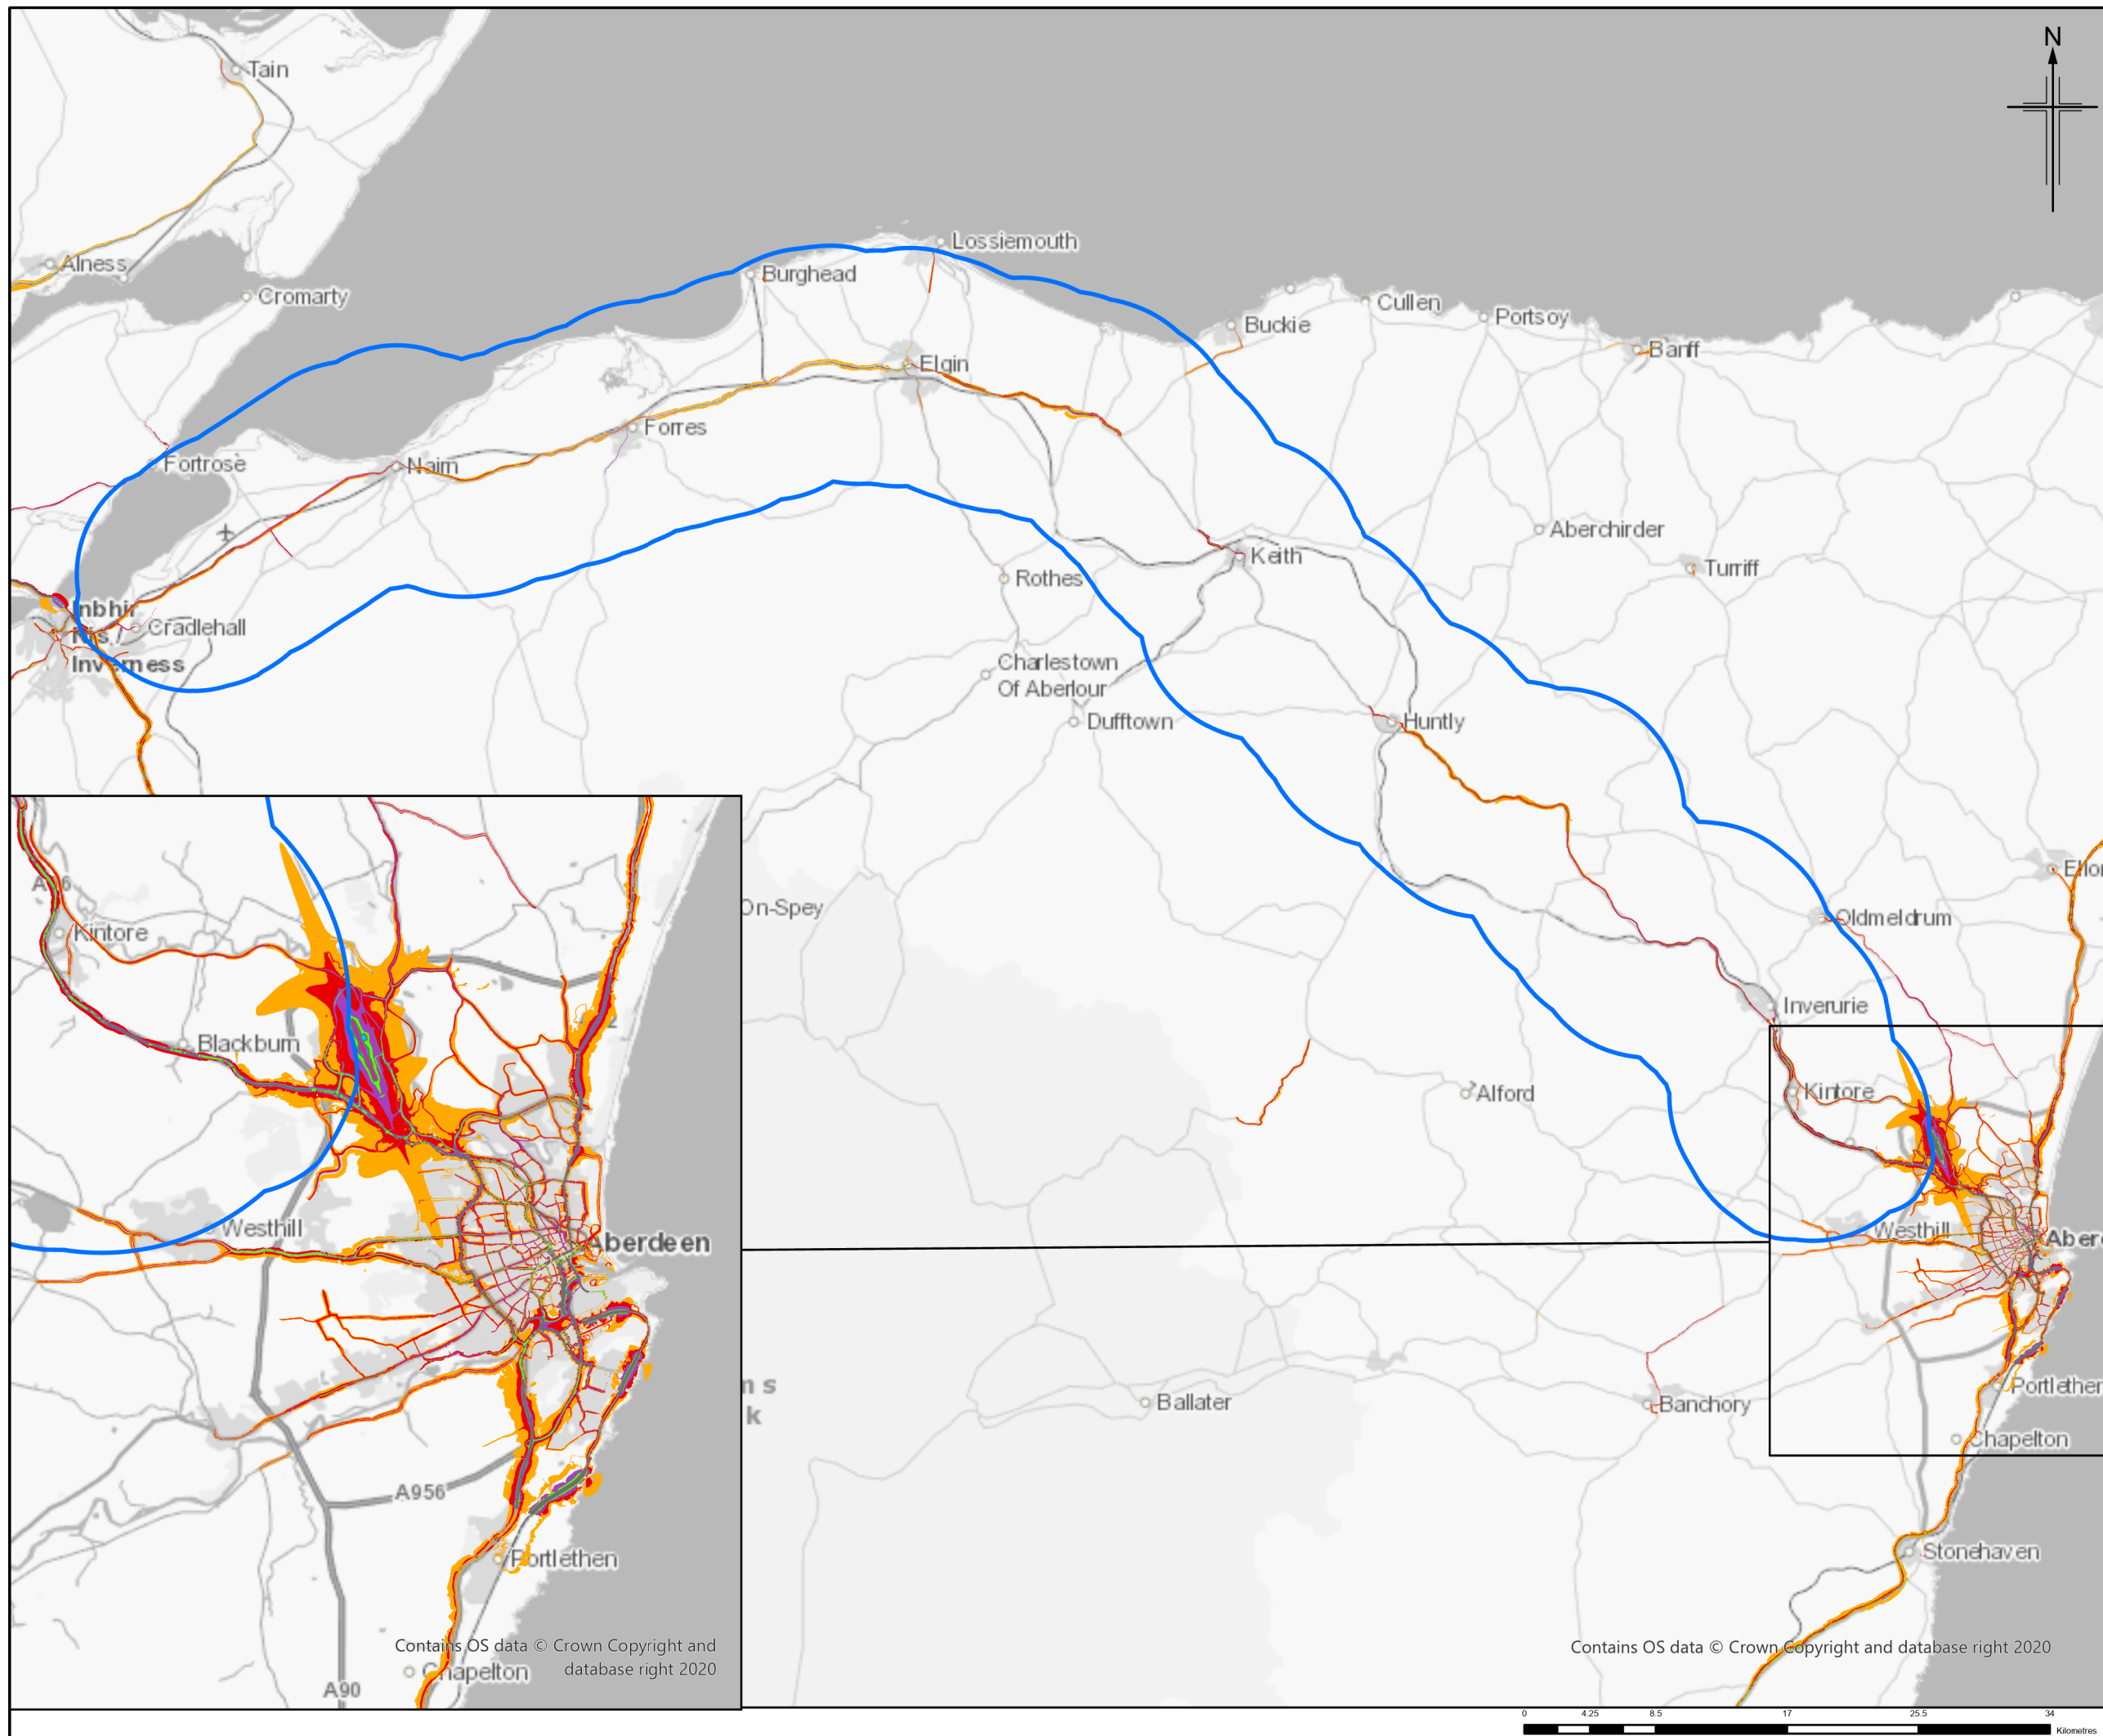 N
Tain
Alness
Cromarty
Lossiemouth
Burghead
Buckie
Cullen
Portsoy
Banff
Elgin
Forres
Nairn
Fortrose
Aberchirder
Turriff
Keith
Rothes
Inbhir
Nis /
Inverness
Cradlehall
Charlestown
Of Aberlour
Dufftown
Huntly
On-Spey
Oldmeldrum
Inverurie
Kintore
Alford
Westhill
Ballater
Banchory
Portlethen
Chapelton
Stonehaven
Kintore
Blackburn
Westhill
Aberdeen
A956
Portlethen
Chapelton
A90
Contains OS data © Crown Copyright and
database right 2020
Contains OS data © Crown Copyright and database right 2020
0 4.25 8.5 17 25.5 34
Kilometres